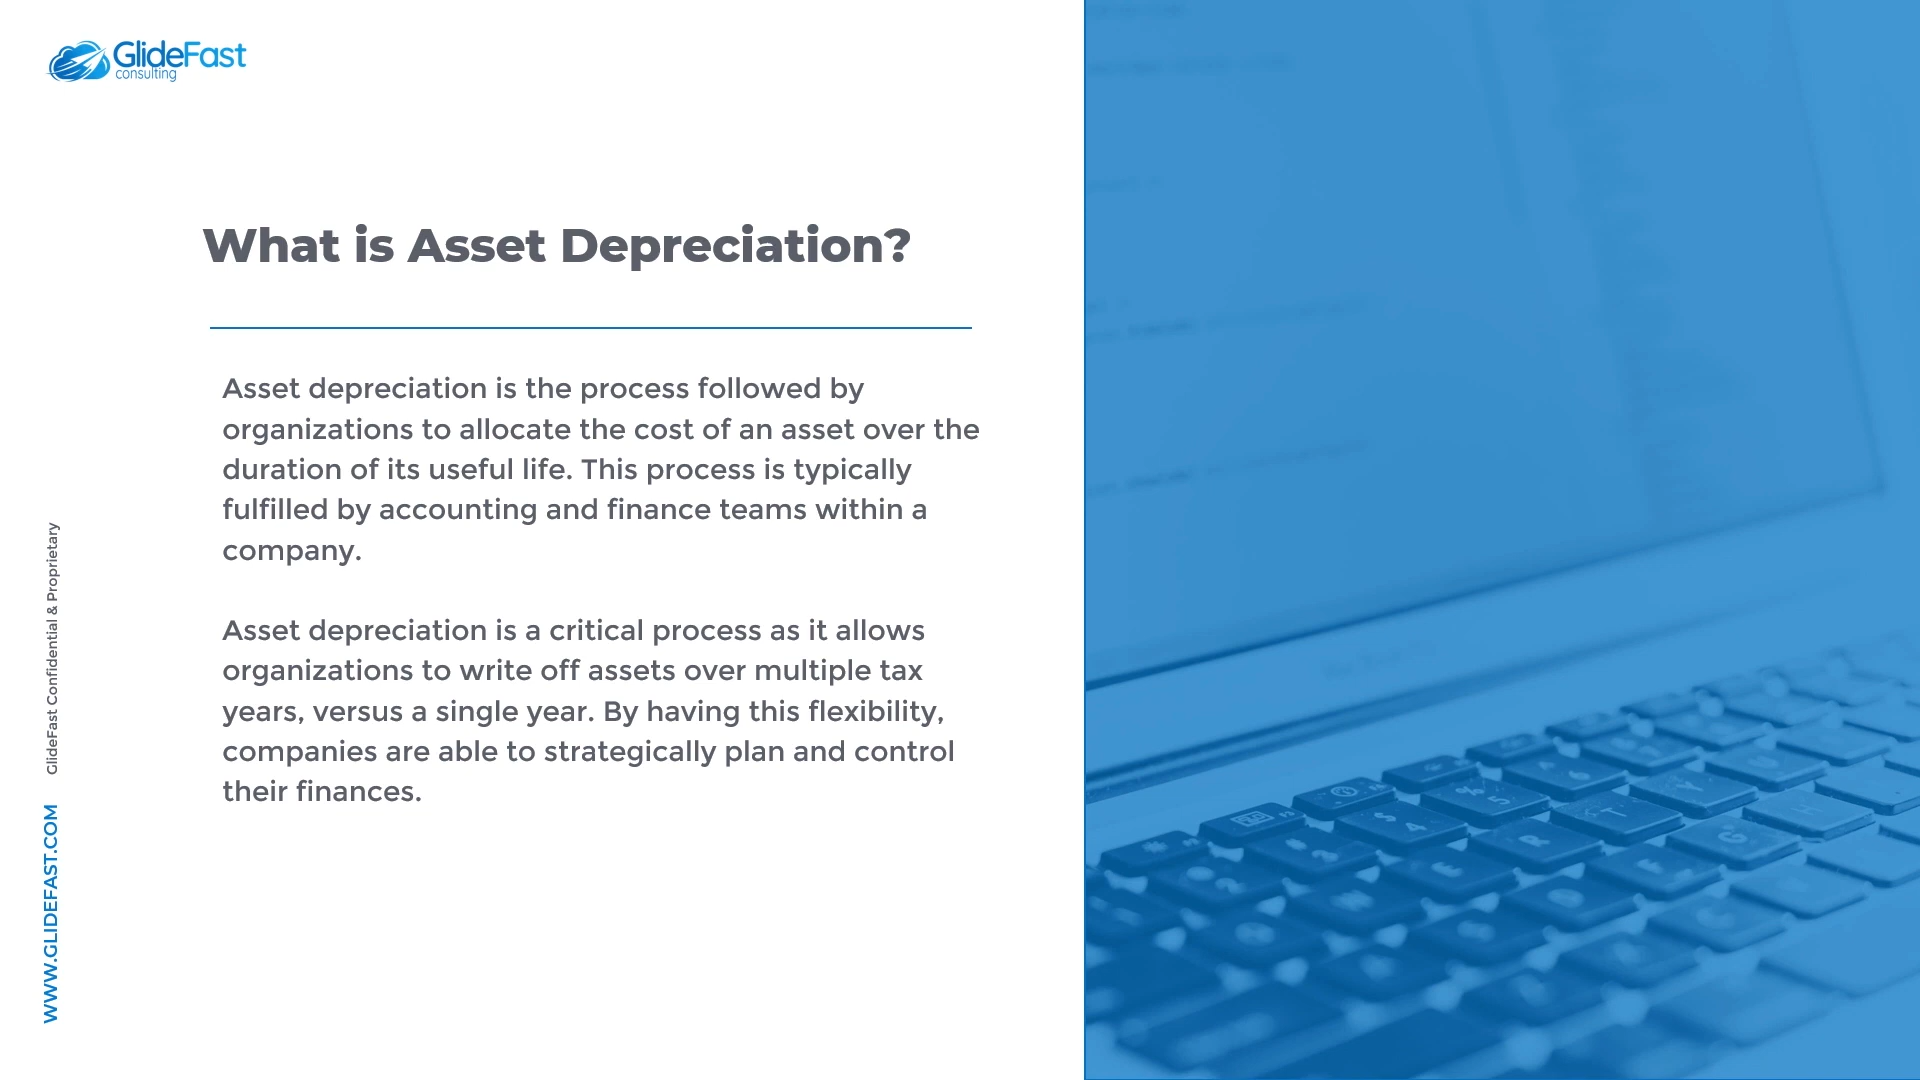 GlideFast
consulting
What is Asset Depreciation?
Asset depreciation is the process followed by
organizations to allocate the cost of an asset over the
duration of its useful life. This process is typically
fulfilled by accounting and finance teams within a
company.
Asset depreciation is a critical process as it allows
organizations to write off assets over multiple tax
years, versus a single year. By having this flexibility,
companies are able to strategically plan and control
their finances.
WWW.GLIDEFAST.COM
GlideFast Confidential & Proprietary